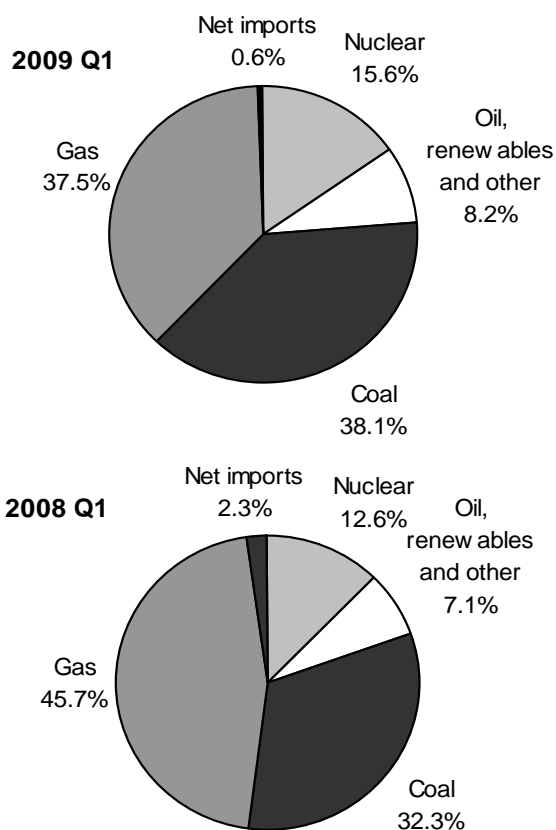 2009 Q1
Net imports
0.6%
Nuclear
15.6%
Oil,
renew ables
and other
8.2%
Gas
37.5%
Coal
38.1%
2008 Q1
Net imports
2.3%
Nuclear
12.6%
Oil,
renew ables
and other
7.1%
Gas
45.7%
Coal
32.3%